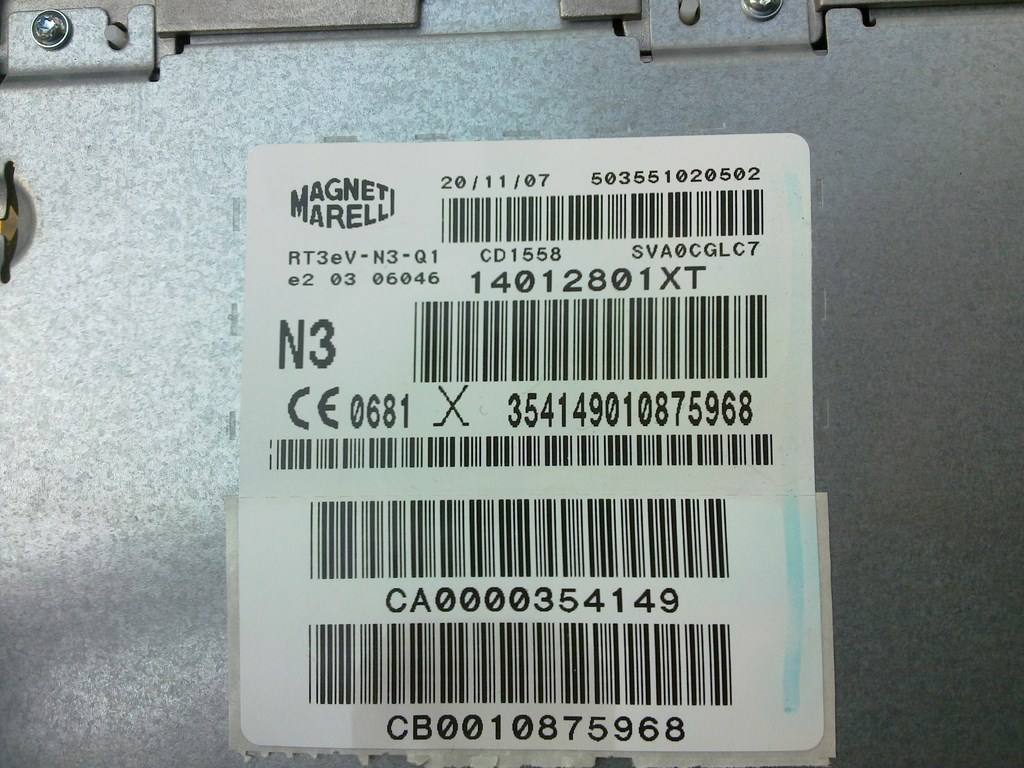 MAGNETI
MARELLI
20/11/07 503551020502
RT3eV-N3-Q1 CD1558 SVA0CGLC7
e2 03 06046 14012801XT
N3
CE 0681 X 354149010875968
CA0000354149
CB0010875968